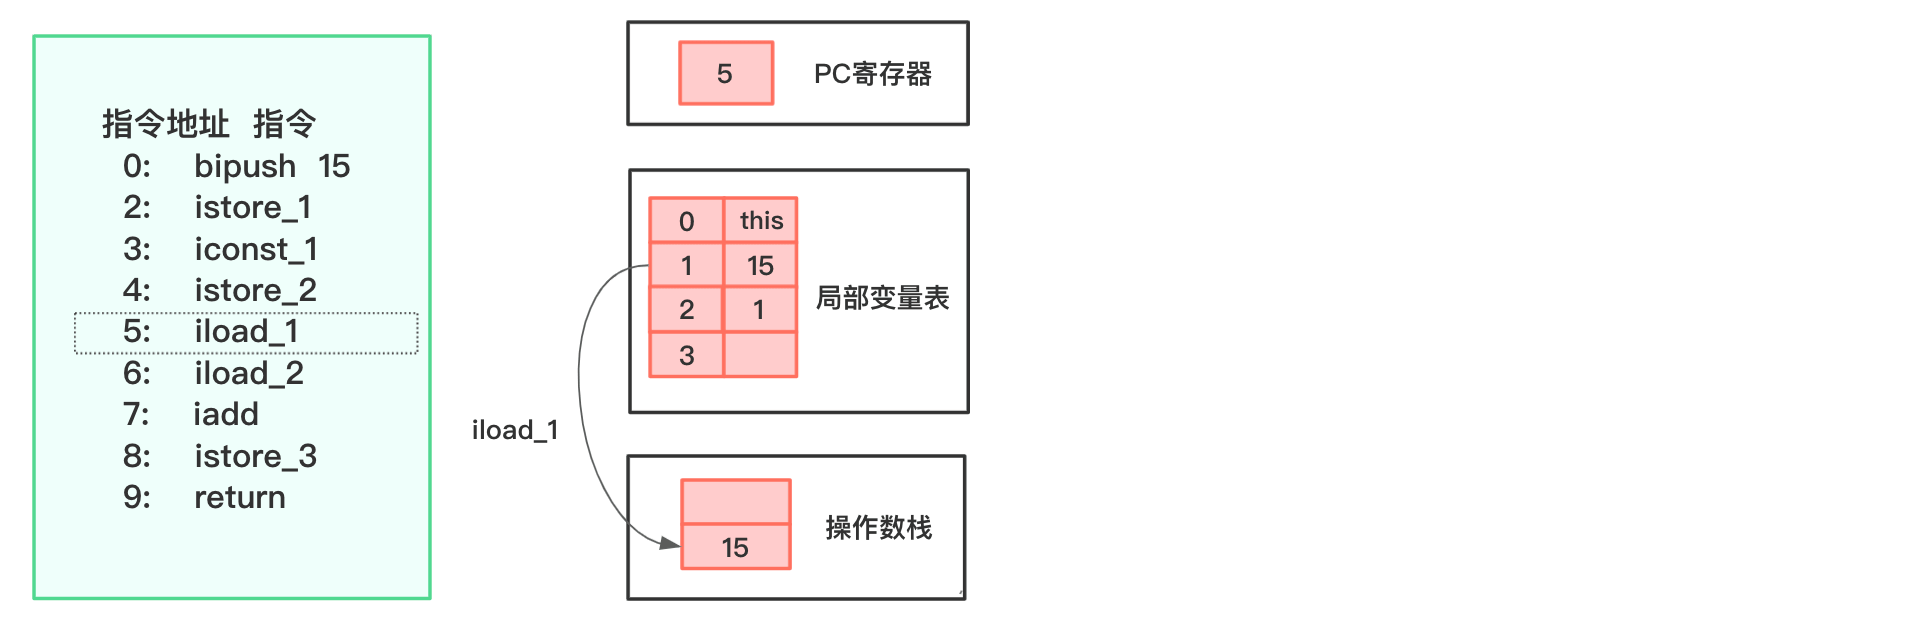 指令地址 指令
0: bipush 15
2: istore_1
3: iconst_1
4: istore_2
5: iload_1
6: iload_2
7: iadd
8: istore_3
9: return
5 PC寄存器
0 this
1 15
2 1
3
局部变量表
iload_1
15
操作数栈